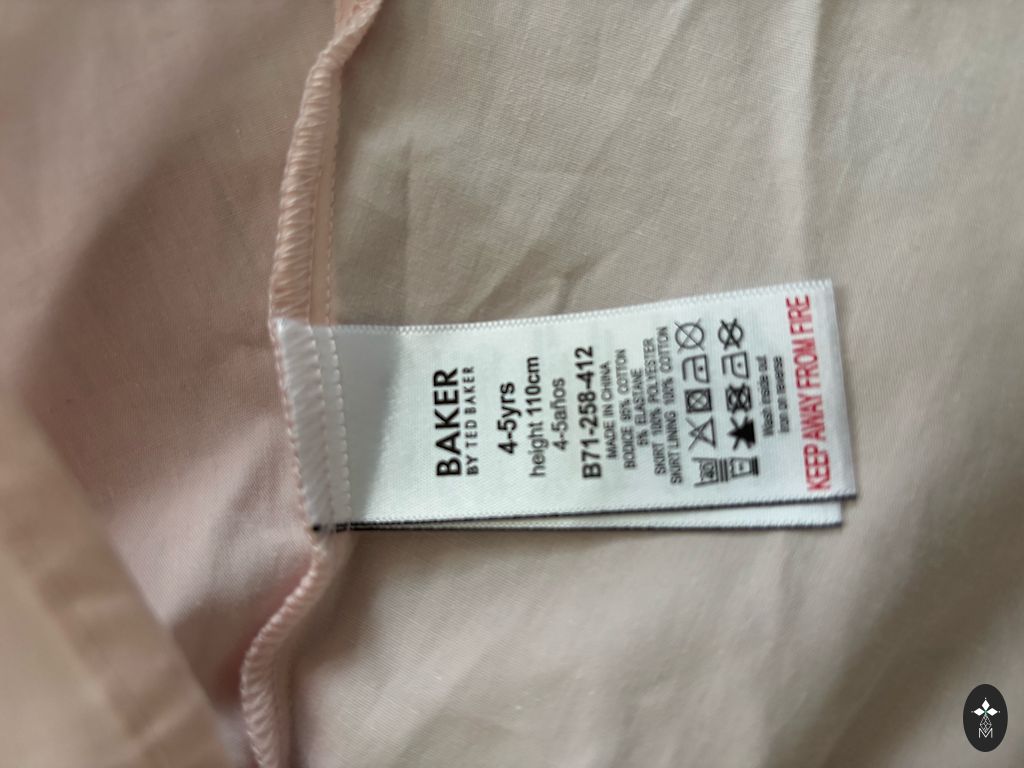 BAKER
BY TED BAKER
4-5yrs
height 110cm
4-5años
B71-258-412
MADE IN CHINA
BODICE 95% COTTON
5% ELASTANE
SKIRT 100% POLYESTER
SKIRT LINING 100% COTTON
40
Wash inside out
Iron on reverse
KEEP AWAY FROM FIRE
M